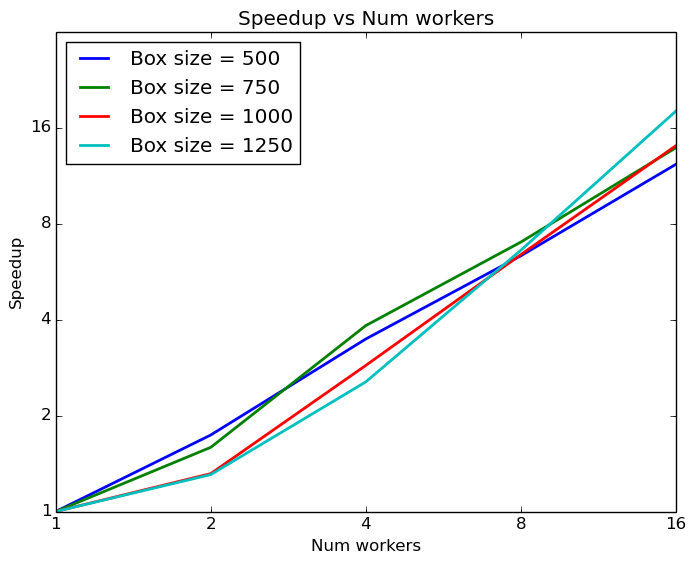 Speedup vs Num workers
Box size = 500
Box size = 750
Box size = 1000
Box size = 1250
16
8
4
2
1
Speedup
1 2 4 8 16
Num workers